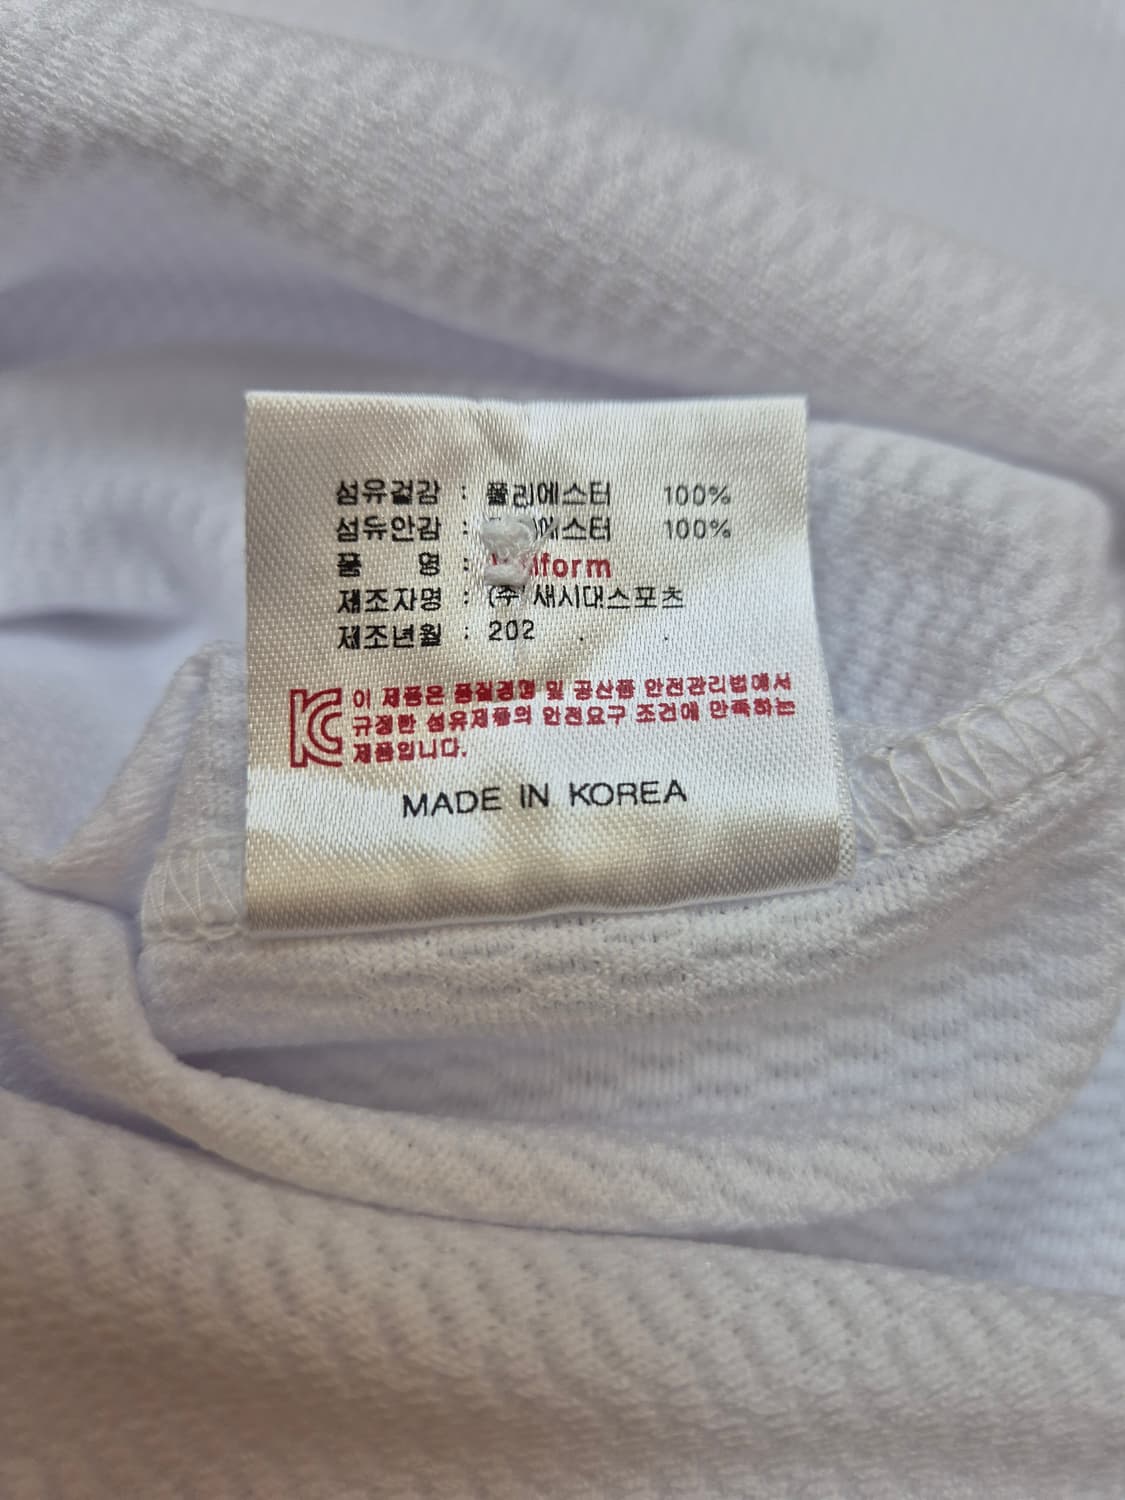 섬유겉감 : 폴리에스터 100%
섬유안감 : 에스터 100%
품 명 : iform
제조자명 : (주) 새시대스포츠
제조년월 : 202 . .
KC 이 제품은 품질경영 및 공산품 안전관리법에서
규정한 섬유제품의 안전요구 조건에 만족하는
제품입니다.
MADE IN KOREA